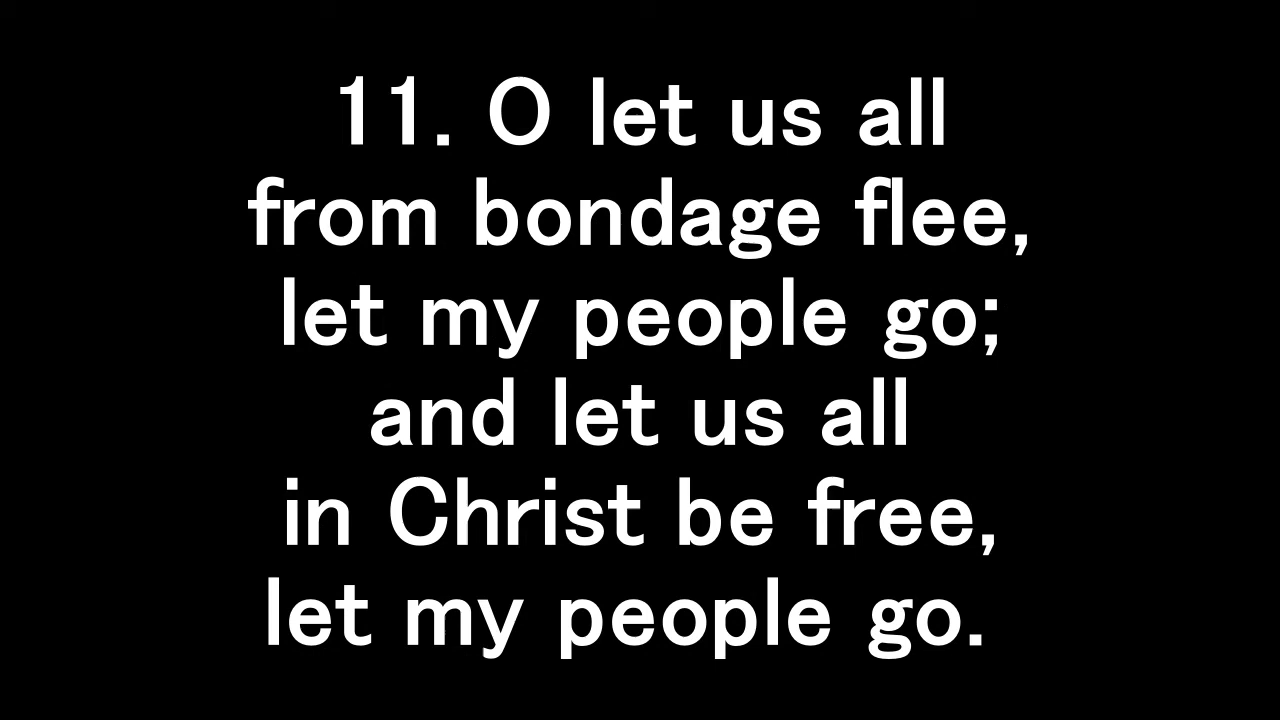 11. O let us all
from bondage flee,
let my people go;
and let us all
in Christ be free,
let my people go.